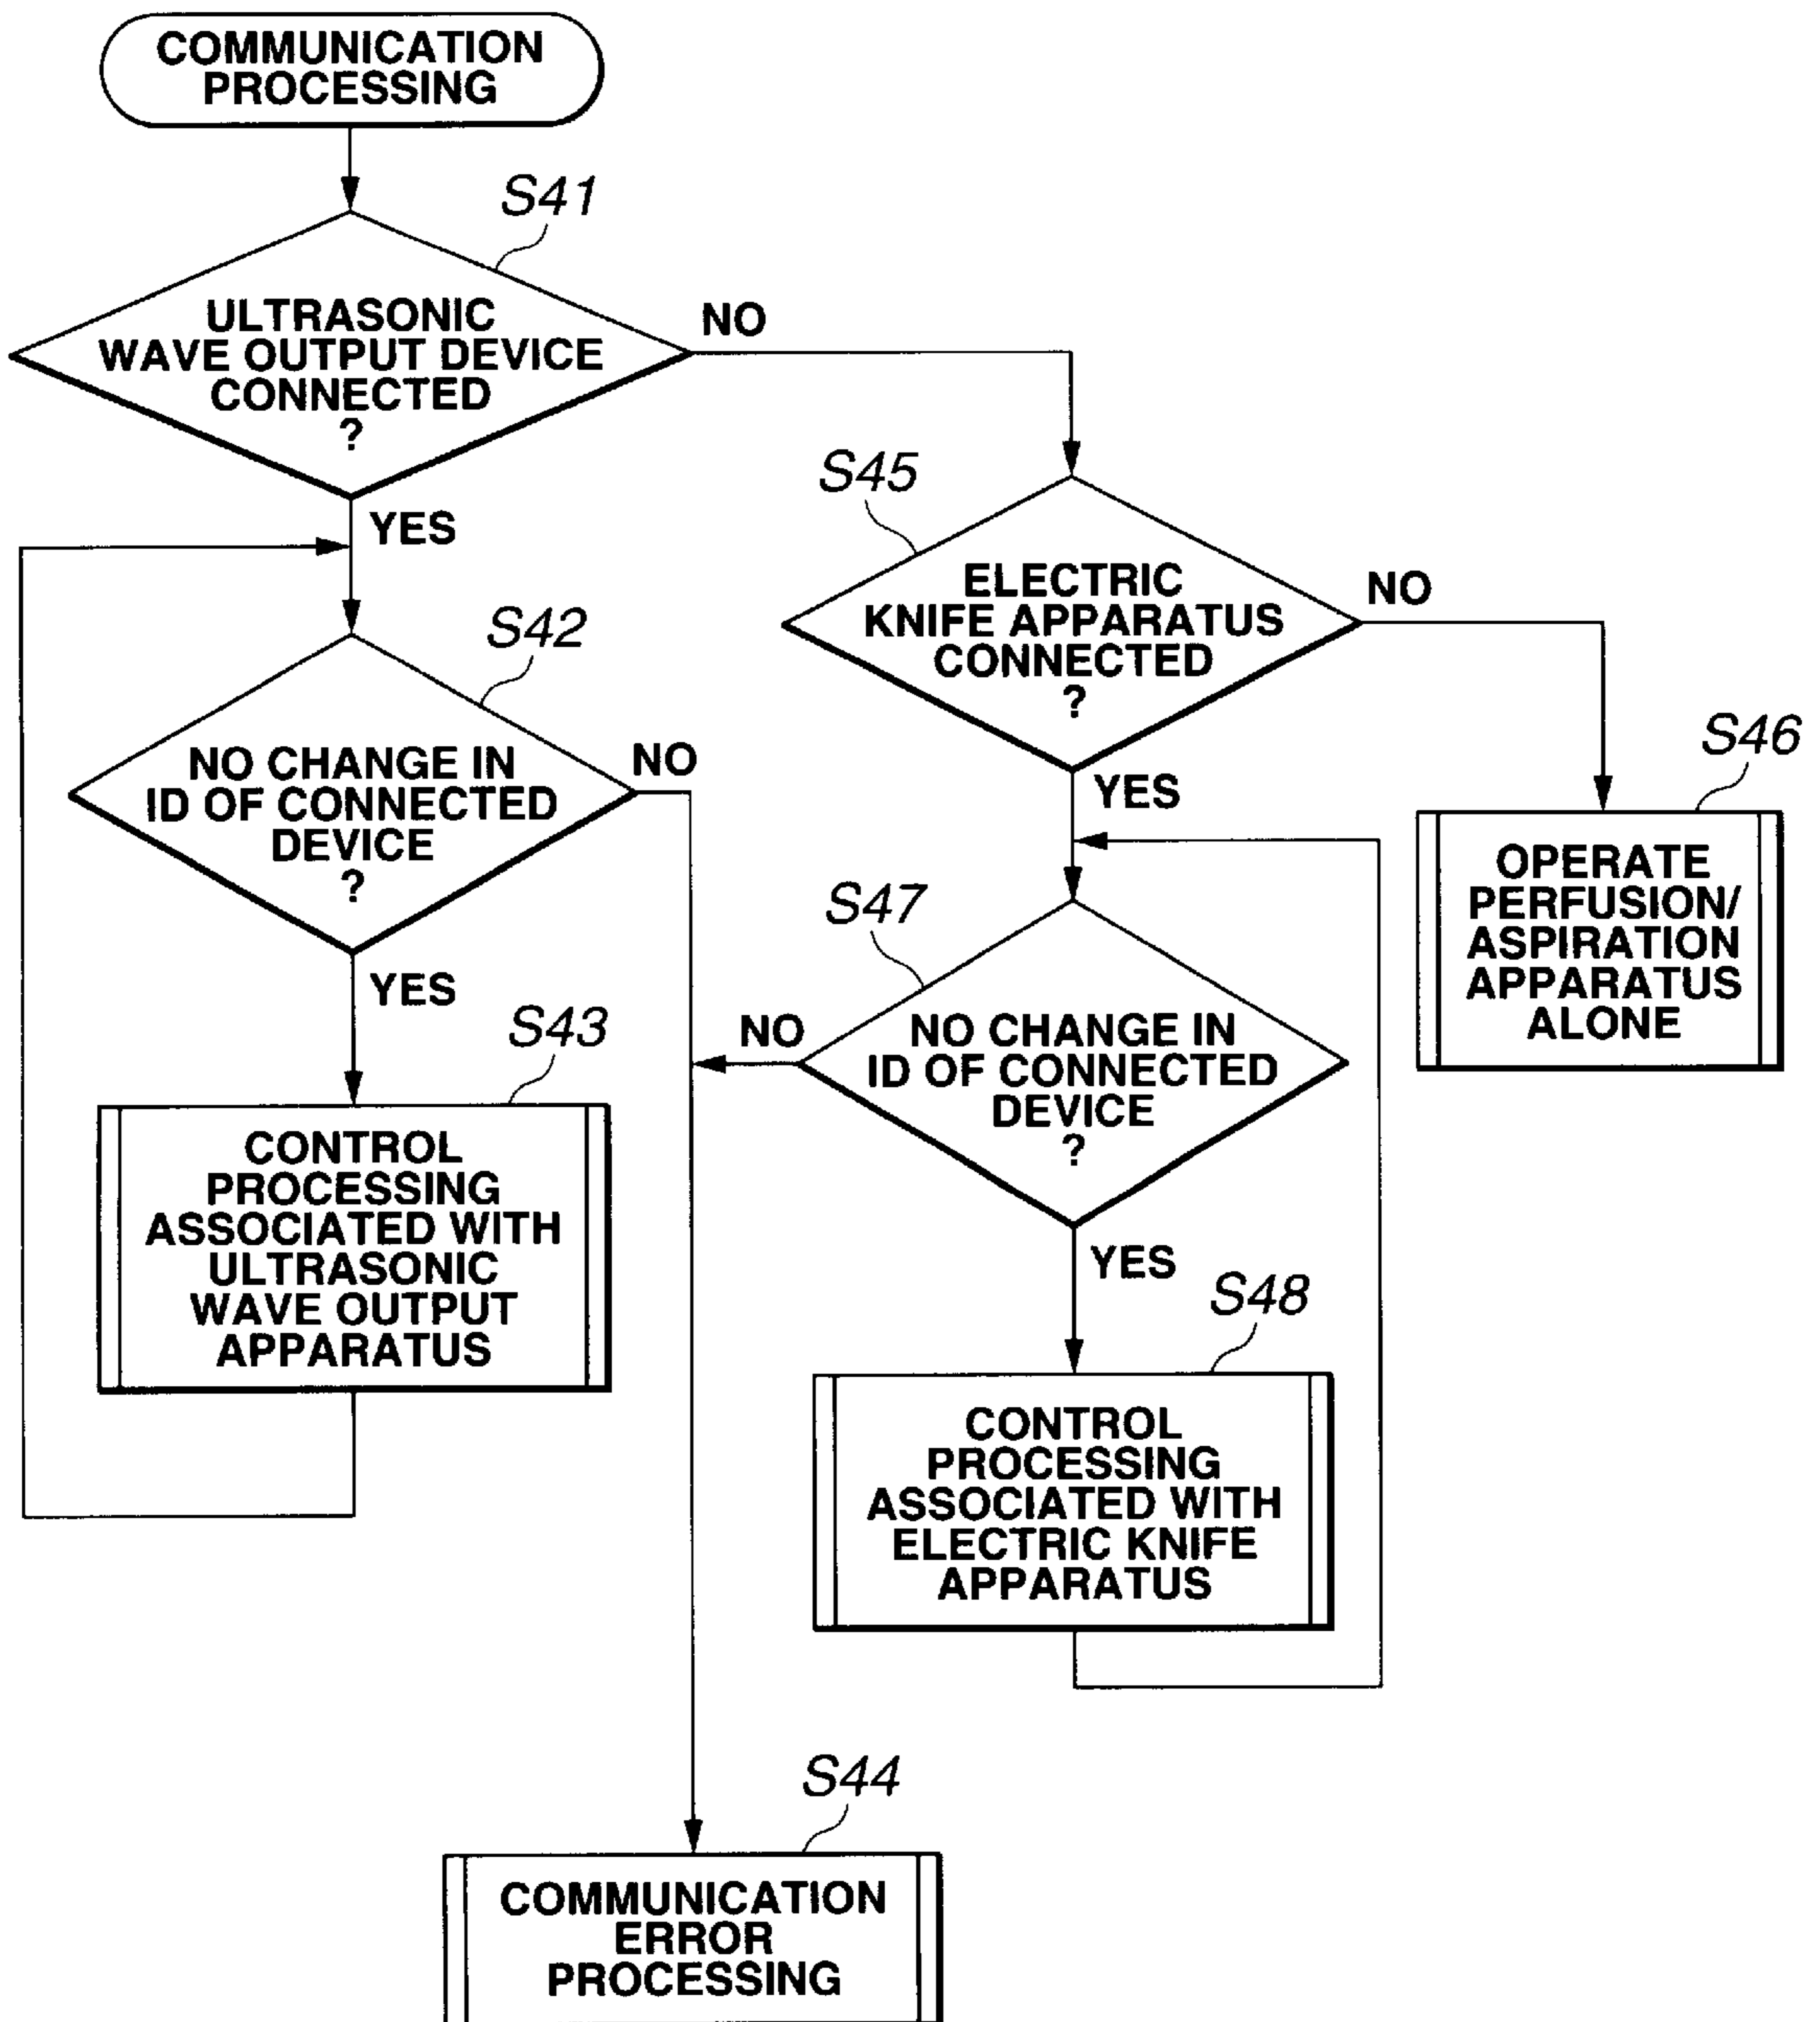 COMMUNICATION
PROCESSING
S41
ULTRASONIC
WAVE OUTPUT DEVICE
CONNECTED
?
NO
YES
S42
NO CHANGE IN
ID OF CONNECTED
DEVICE
?
NO
YES
S43
CONTROL
PROCESSING
ASSOCIATED WITH
ULTRASONIC
WAVE OUTPUT
APPARATUS
S45
ELECTRIC
KNIFE APPARATUS
CONNECTED
?
NO
YES
S46
OPERATE
PERFUSION/
ASPIRATION
APPARATUS
ALONE
S47
NO CHANGE IN
ID OF CONNECTED
DEVICE
?
NO
YES
S48
CONTROL
PROCESSING
ASSOCIATED WITH
ELECTRIC KNIFE
APPARATUS
S44
COMMUNICATION
ERROR
PROCESSING